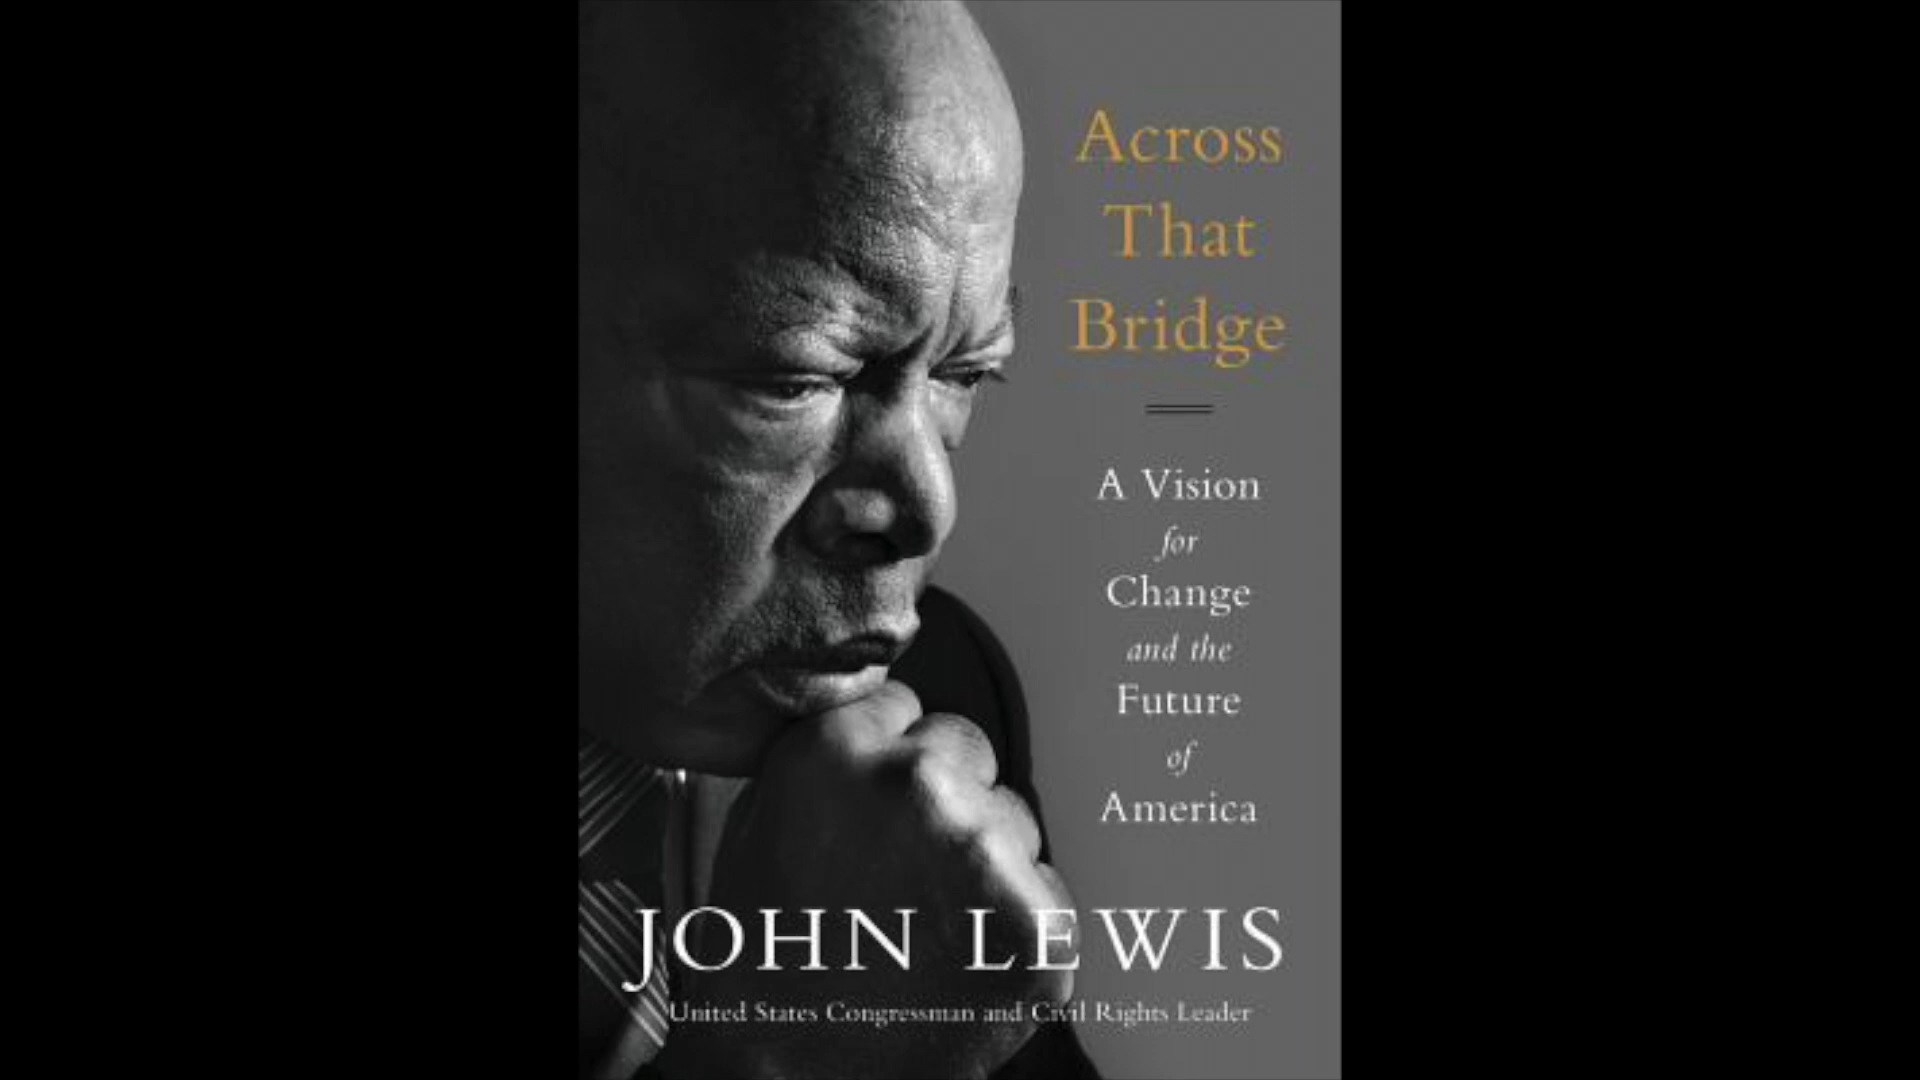 Across
That
Bridge
A Vision
for
Change
and the
Future
of
America
JOHN LEWIS
United States Congressman and Civil Rights Leader